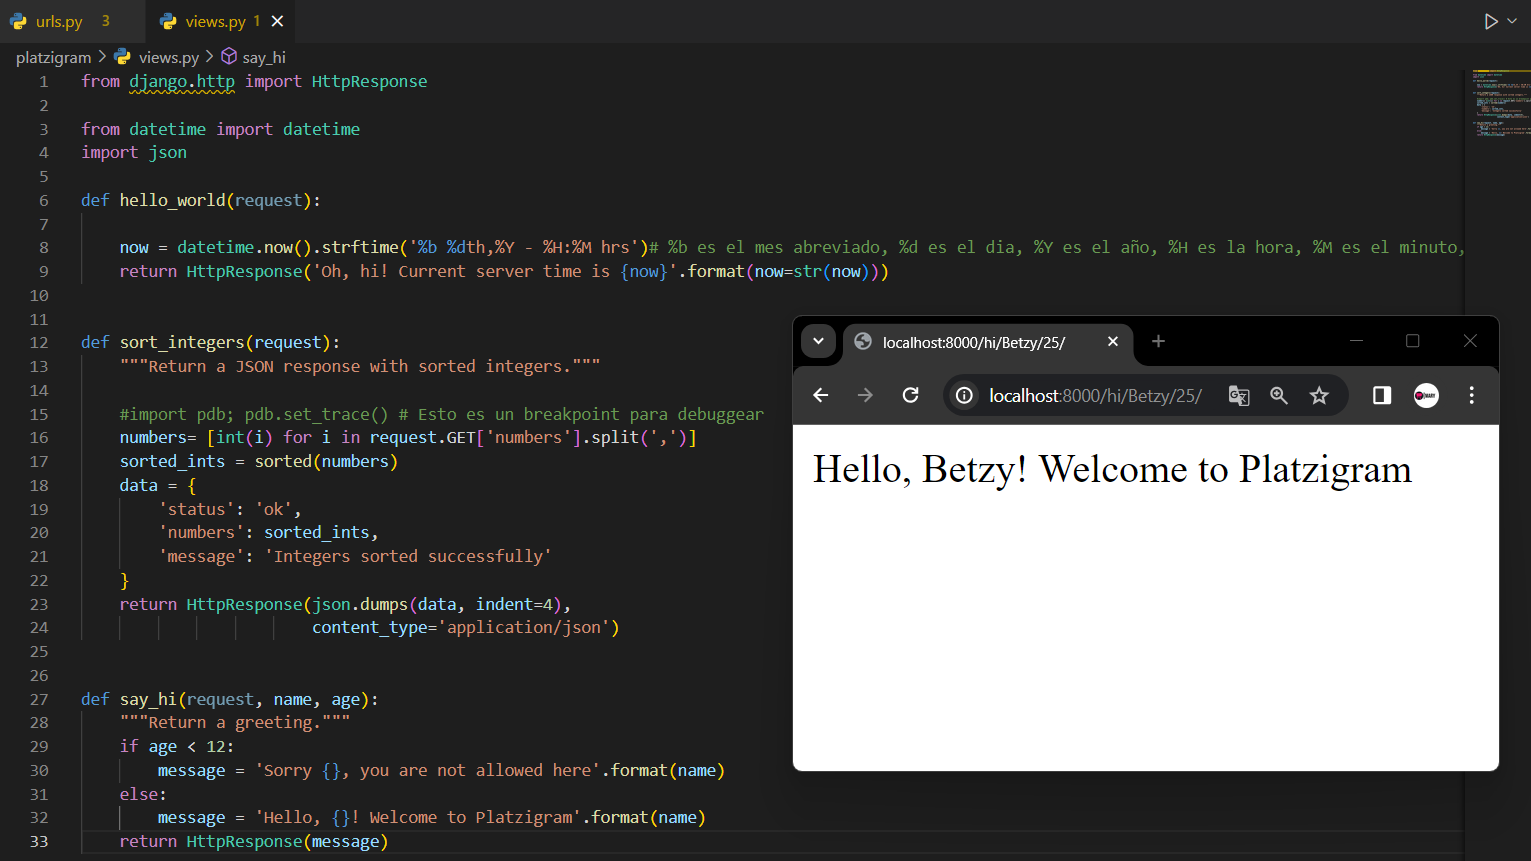 urls.py 3 views.py 1
platzigram > views.py > say_hi
1 from django.http import HttpResponse
2
3 from datetime import datetime
4 import json
5
6 def hello_world(request):
7
8 now = datetime.now().strftime('%b %dth,%Y - %H:%M hrs')# %b es el mes abreviado, %d es el dia, %Y es el año, %H es la hora, %M es el minuto,
9 return HttpResponse('Oh, hi! Current server time is {now}'.format(now=str(now)))
10
11
12 def sort_integers(request):
13 """Return a JSON response with sorted integers."""
14
15 #import pdb; pdb.set_trace() # Esto es un breakpoint para debuggear
16 numbers= [int(i) for i in request.GET['numbers'].split(',')]
17 sorted_ints = sorted(numbers)
18 data = {
19 'status': 'ok',
20 'numbers': sorted_ints,
21 'message': 'Integers sorted successfully'
22 }
23 return HttpResponse(json.dumps(data, indent=4),
24 content_type='application/json')
25
26
27 def say_hi(request, name, age):
28 """Return a greeting."""
29 if age < 12:
30 message = 'Sorry {}, you are not allowed here'.format(name)
31 else:
32 message = 'Hello, {}! Welcome to Platzigram'.format(name)
33 return HttpResponse(message)
localhost:8000/hi/Betzy/25/
localhost:8000/hi/Betzy/25/
Hello, Betzy! Welcome to Platzigram